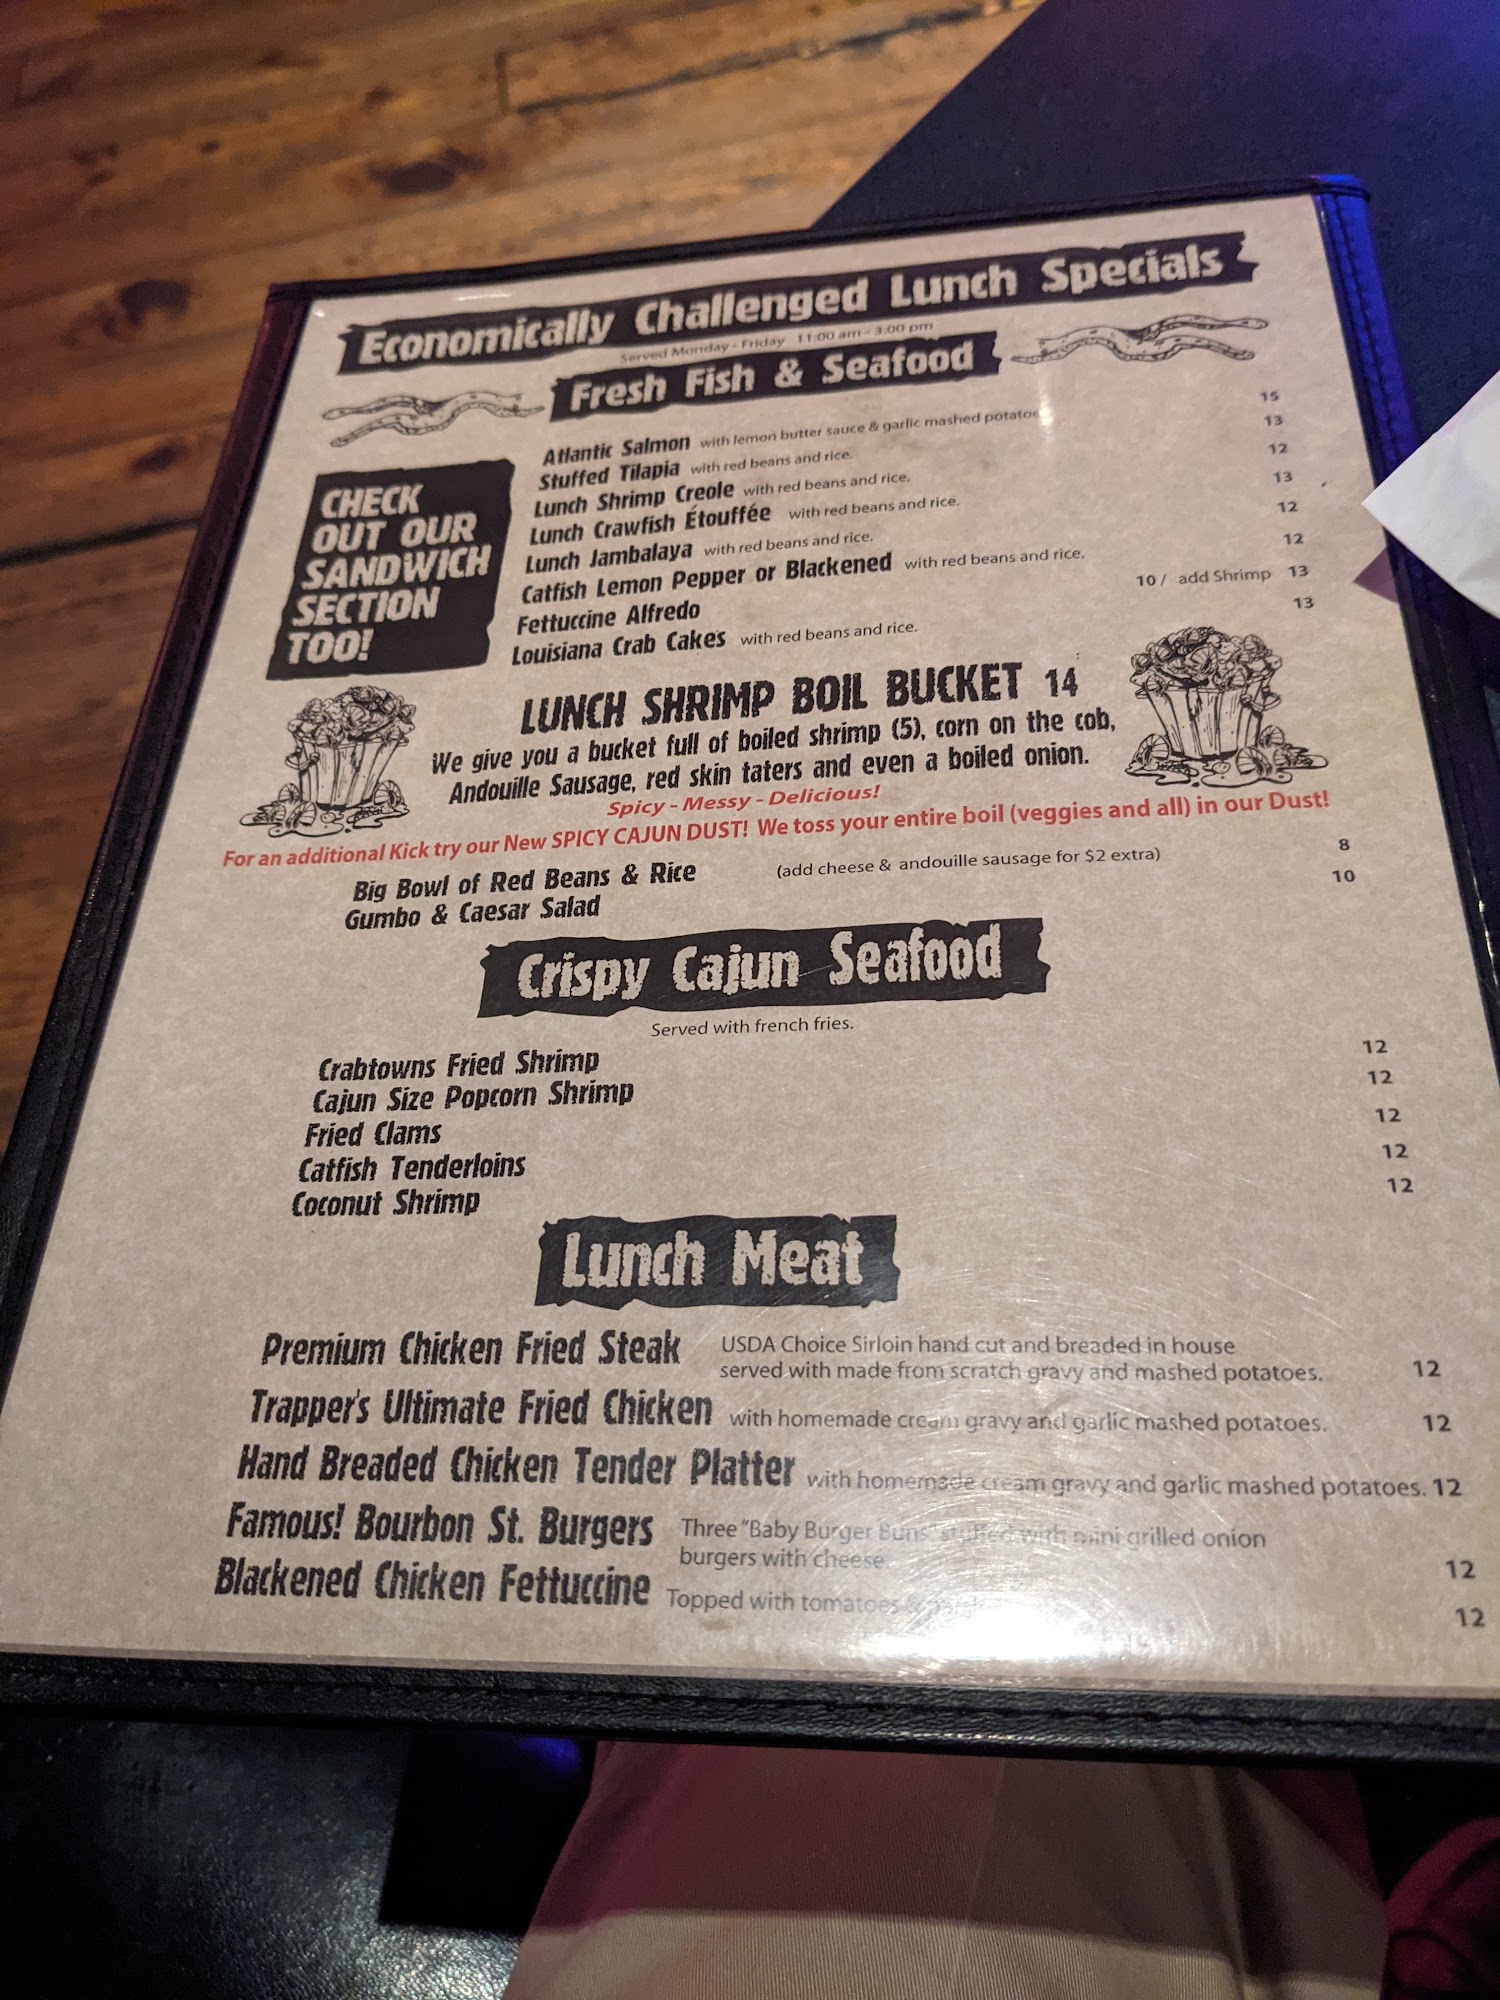 Economically Challenged Lunch Specials
Served Monday - Friday 11:00 am - 3:00 pm
Fresh Fish & Seafood
CHECK
OUT OUR
SANDWICH
SECTION
TOO!
Atlantic Salmon with lemon butter sauce & garlic mashed potatoes 15
Stuffed Tilapia with red beans and rice. 13
Lunch Shrimp Creole with red beans and rice. 12
Lunch Crawfish Étouffée with red beans and rice. 13
Lunch Jambalaya with red beans and rice. 12
Catfish Lemon Pepper or Blackened with red beans and rice. 12
Fettuccine Alfredo 10 / add Shrimp 13
Louisiana Crab Cakes with red beans and rice. 13
LUNCH SHRIMP BOIL BUCKET 14
We give you a bucket full of boiled shrimp (5), corn on the cob,
Andouille Sausage, red skin taters and even a boiled onion.
Spicy - Messy - Delicious!
For an additional Kick try our New SPICY CAJUN DUST! We toss your entire boil (veggies and all) in our Dust!
Big Bowl of Red Beans & Rice (add cheese & andouille sausage for $2 extra) 8
Gumbo & Caesar Salad 10
Crispy Cajun Seafood
Served with french fries.
Crabtowns Fried Shrimp 12
Cajun Size Popcorn Shrimp 12
Fried Clams 12
Catfish Tenderloins 12
Coconut Shrimp 12
Lunch Meat
Premium Chicken Fried Steak USDA Choice Sirloin hand cut and breaded in house
served with made from scratch gravy and mashed potatoes. 12
Trapper's Ultimate Fried Chicken with homemade cream gravy and garlic mashed potatoes. 12
Hand Breaded Chicken Tender Platter with homemade cream gravy and garlic mashed potatoes. 12
Famous! Bourbon St. Burgers Three "Baby Burger Buns" stuffed with mini grilled onion
burgers with cheese 12
Blackened Chicken Fettuccine Topped with tomatoes & 12